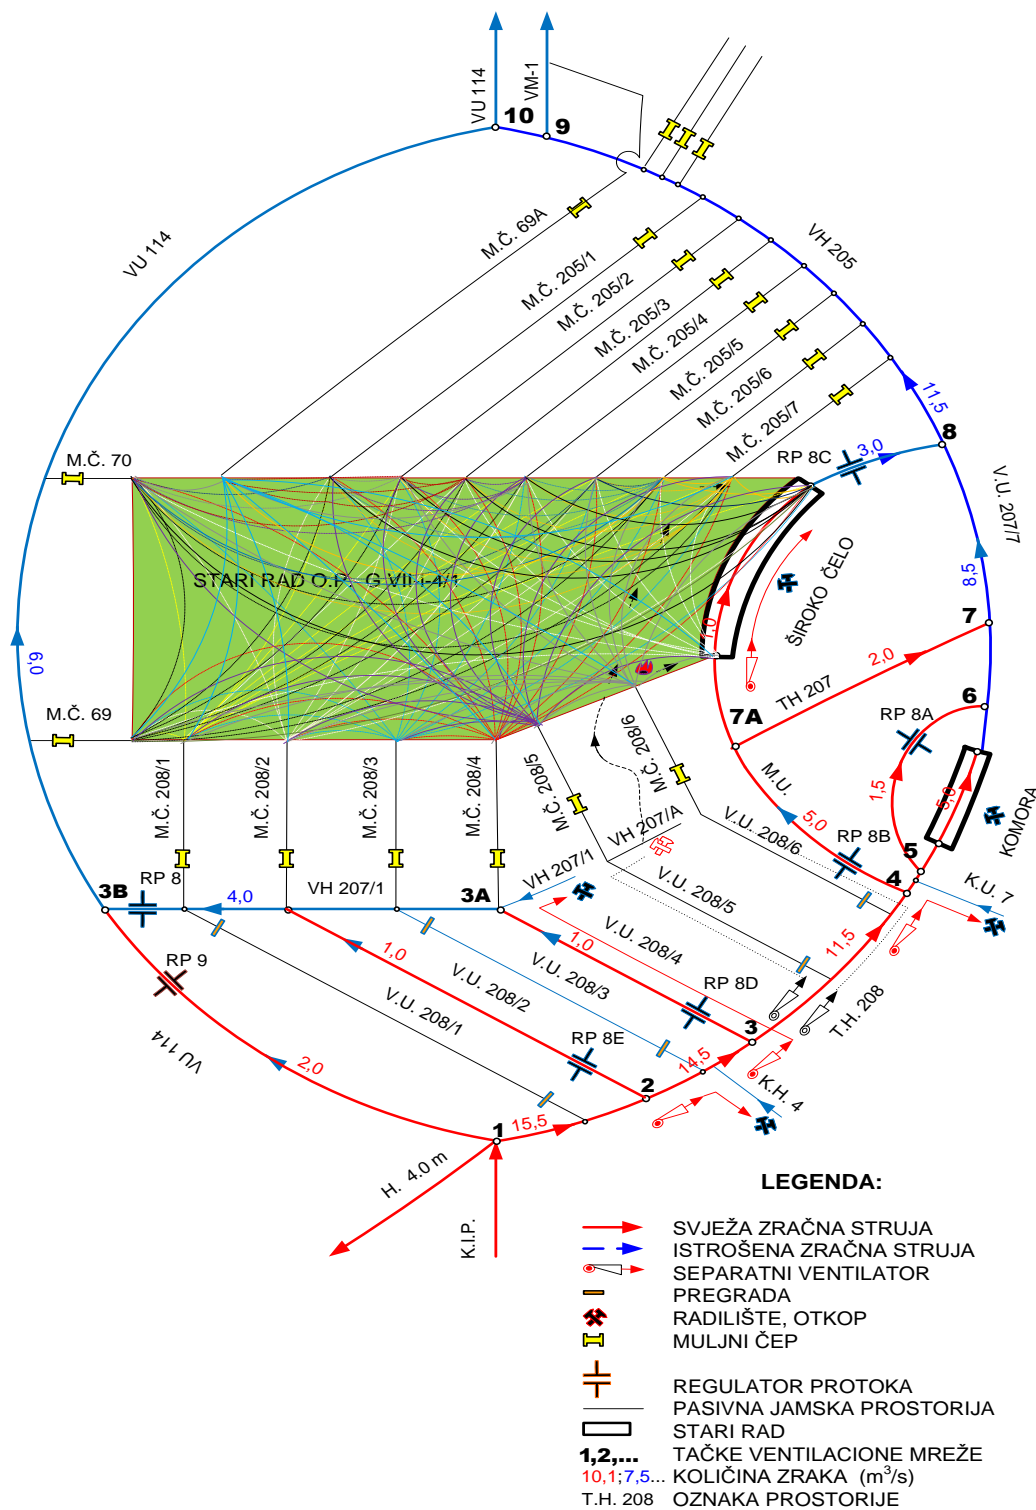 VU 114
VM-1
10
9
VU 114
M.Č. 69A
VH 205
M.Č. 205/1
M.Č. 205/2
M.Č. 205/3
M.Č. 205/4
M.Č. 205/5
M.Č. 205/6
M.Č. 205/7
11,5
8
RP 8C
3,0
M.Č. 70
V.U. 207/7
STARI RAD O.P. G VIII-I-4/1
ŠIROKO ČELO
8,5
1,0
7
6,0
2,0
TH 207
M.Č. 69
7A
6
RP 8A
M.Č. 208/1
M.Č. 208/2
M.Č. 208/3
M.Č. 208/4
M.Č. 208/5
M.Č. 208/6
M.U.
1,5
5,0
KOMORA
5,0
VH 207/A
V.U. 208/6
RP 8B
5
VH 207/1
RP 8
3B
4,0
VH 207/1
3A
V.U. 208/5
4
K.U. 7
RP 9
1,0
1,0
V.U. 208/4
11,5
V.U. 208/1
V.U. 208/2
V.U. 208/3
RP 8D
T.H. 208
VU 114
2,0
RP 8E
3
14,5
K.H. 4
2
1
15,5
H. 4.0 m
K.I.P.
LEGENDA:
SVJEŽA ZRAČNA STRUJA
ISTROŠENA ZRAČNA STRUJA
SEPARATNI VENTILATOR
PREGRADA
RADILIŠTE, OTKOP
MULJNI ČEP
REGULATOR PROTOKA
PASIVNA JAMSKA PROSTORIJA
STARI RAD
1,2,... TAČKE VENTILACIONE MREŽE
10,1;7,5... KOLIČINA ZRAKA (m³/s)
T.H. 208 OZNAKA PROSTORIJE